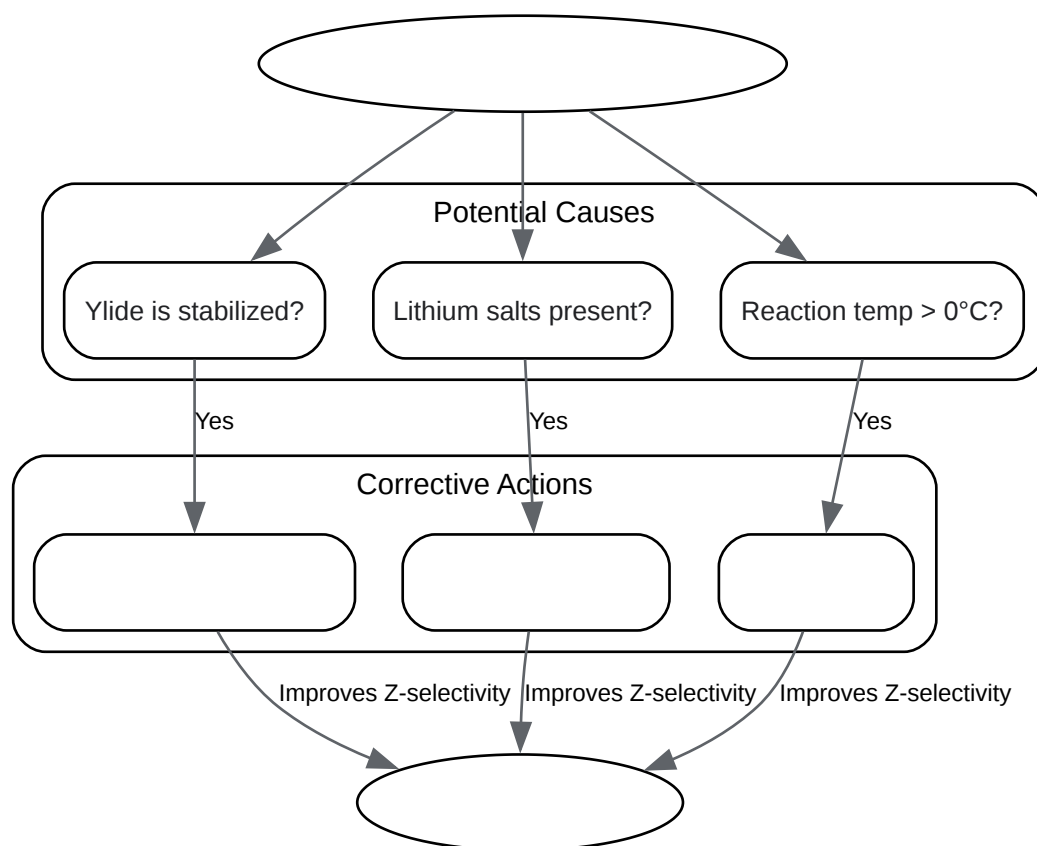 Potential Causes
Ylide is stabilized?
Lithium salts present?
Reaction temp > 0°C?
Yes
Yes
Yes
Corrective Actions
Improves Z-selectivity
Improves Z-selectivity
Improves Z-selectivity